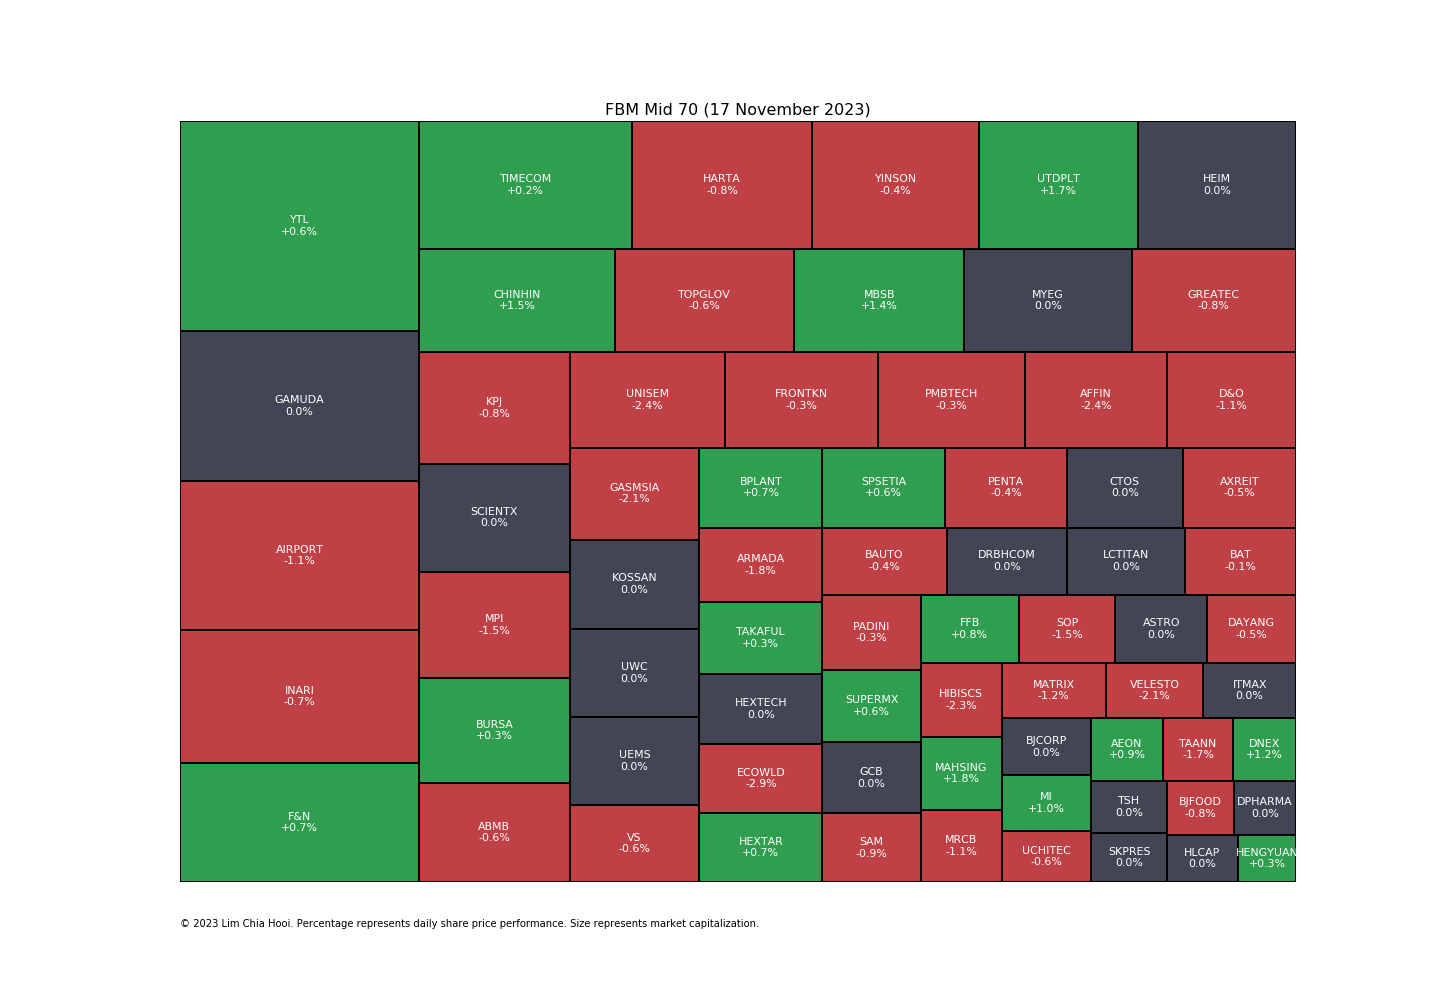 FBM Mid 70 (17 November 2023)
YTL
+0.6%
GAMUDA
0.0%
AIRPORT
-1.1%
INARI
-0.7%
F&N
+0.7%
TIMECOM
+0.2%
HARTA
-0.8%
YINSON
-0.4%
UTDPLT
+1.7%
HEIM
0.0%
CHINHIN
+1.5%
TOPGLOV
-0.6%
MBSB
+1.4%
MYEG
0.0%
GREATEC
-0.8%
KPJ
-0.8%
SCIENTX
0.0%
MPI
-1.5%
BURSA
+0.3%
ABMB
-0.6%
UNISEM
-2.4%
FRONTKN
-0.3%
PMBTECH
-0.3%
AFFIN
-2.4%
D&O
-1.1%
GASMSIA
-2.1%
KOSSAN
0.0%
UWC
0.0%
UEMS
0.0%
VS
-0.6%
BPLANT
+0.7%
SPSETIA
+0.6%
PENTA
-0.4%
CTOS
0.0%
AXREIT
-0.5%
ARMADA
-1.8%
TAKAFUL
+0.3%
HEXTECH
0.0%
ECOWLD
-2.9%
HEXTAR
+0.7%
BAUTO
-0.4%
DRBHCOM
0.0%
LCTITAN
0.0%
BAT
-0.1%
PADINI
-0.3%
SUPERMX
+0.6%
GCB
0.0%
SAM
-0.9%
FFB
+0.8%
SOP
-1.5%
ASTRO
0.0%
DAYANG
-0.5%
HIBISCS
-2.3%
MAHSING
+1.8%
MRCB
-1.1%
MATRIX
-1.2%
VELESTO
-2.1%
ITMAX
0.0%
BJCORP
0.0%
MI
+1.0%
UCHITEC
-0.6%
AEON
+0.9%
TAANN
-1.7%
DNEX
+1.2%
TSH
0.0%
SKPRES
0.0%
BJFOOD
-0.8%
DPHARMA
0.0%
HLCAP
0.0%
HENGYUAN
+0.3%
© 2023 Lim Chia Hooi. Percentage represents daily share price performance. Size represents market capitalization.